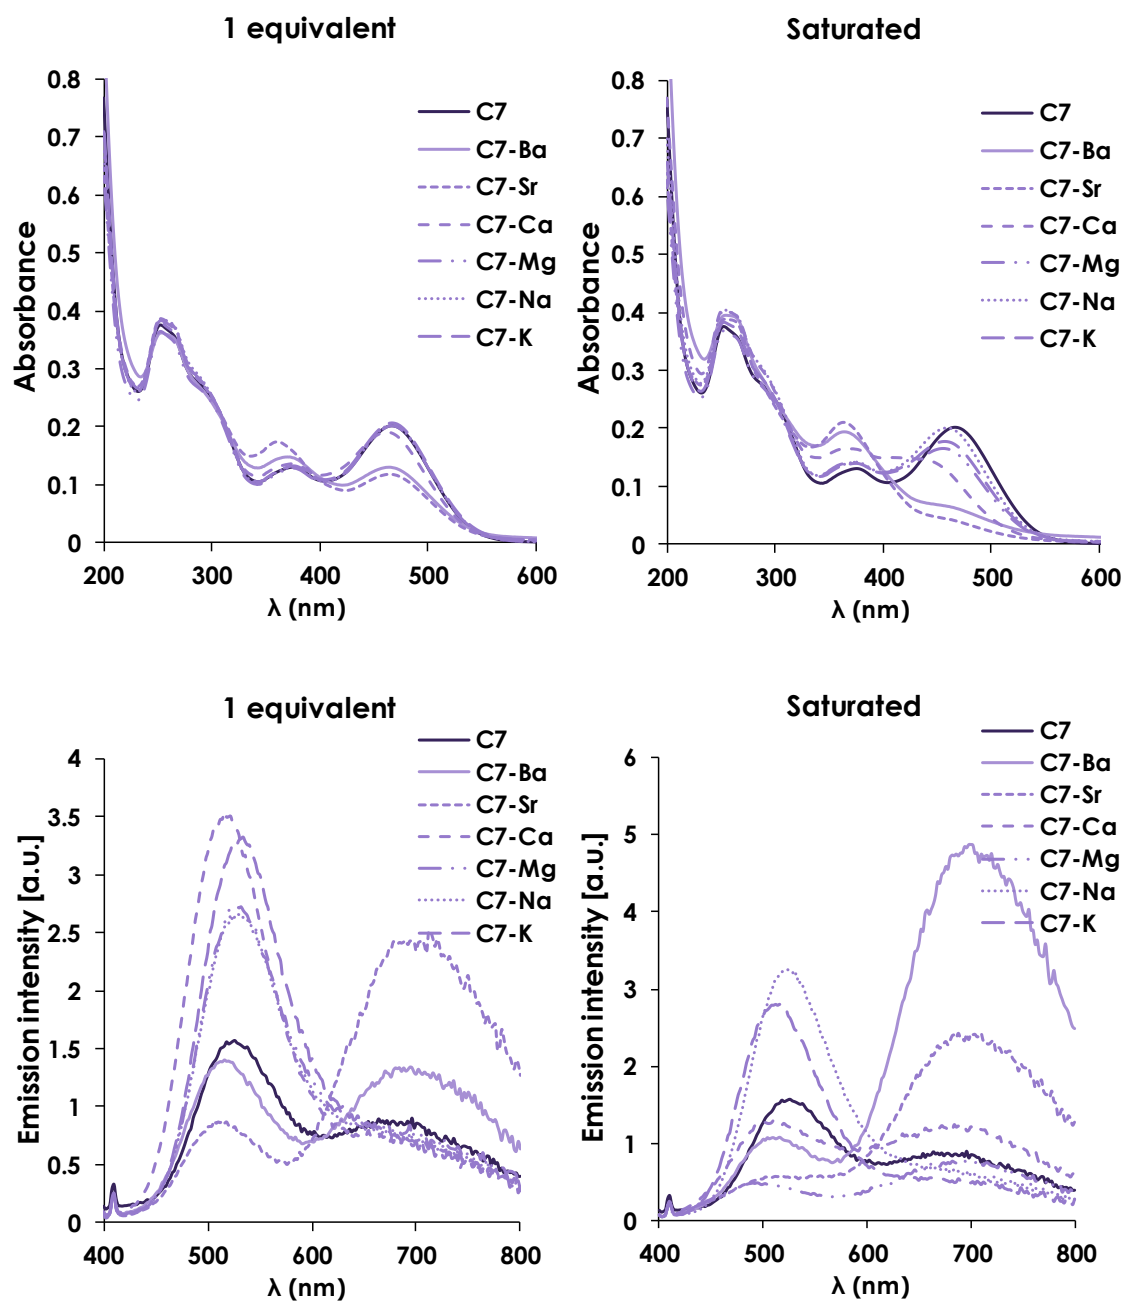 1 equivalent
Saturated
0.8
0.7
0.6
0.5
0.4
0.3
0.2
0.1
0
Absorbance
200
300
400
500
600
λ (nm)
C7
C7-Ba
C7-Sr
C7-Ca
C7-Mg
C7-Na
C7-K
0.8
0.7
0.6
0.5
0.4
0.3
0.2
0.1
0
Absorbance
200
300
400
500
600
λ (nm)
C7
C7-Ba
C7-Sr
C7-Ca
C7-Mg
C7-Na
C7-K
1 equivalent
Saturated
4
3.5
3
2.5
2
1.5
1
0.5
0
Emission intensity [a.u.]
400
500
600
700
800
λ (nm)
C7
C7-Ba
C7-Sr
C7-Ca
C7-Mg
C7-Na
C7-K
6
5
4
3
2
1
0
Emission intensity [a.u.]
400
500
600
700
800
λ (nm)
C7
C7-Ba
C7-Sr
C7-Ca
C7-Mg
C7-Na
C7-K